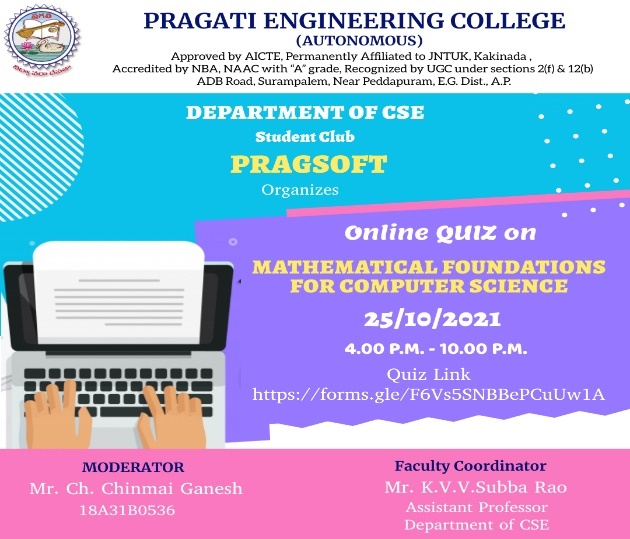 PRAGATI ENGINEERING COLLEGE
(AUTONOMOUS)
Approved by AICTE, Permanently Affiliated to JNTUK, Kakinada ,
Accredited by NBA, NAAC with "A" grade, Recognized by UGC under sections 2(f) & 12(b)
ADB Road, Surampalem, Near Peddapuram, E.G. Dist., A.P.
DEPARTMENT OF CSE
Student Club
PRAGSOFT
Organizes
Online QUIZ on
MATHEMATICAL FOUNDATIONS
FOR COMPUTER SCIENCE
25/10/2021
4.00 P.M. - 10.00 P.M.
Quiz Link
https://forms.gle/F6Vs5SNBBePCuUw1A
MODERATOR
Mr. Ch. Chinmai Ganesh
18A31B0536
Faculty Coordinator
Mr. K.V.V.Subba Rao
Assistant Professor
Department of CSE